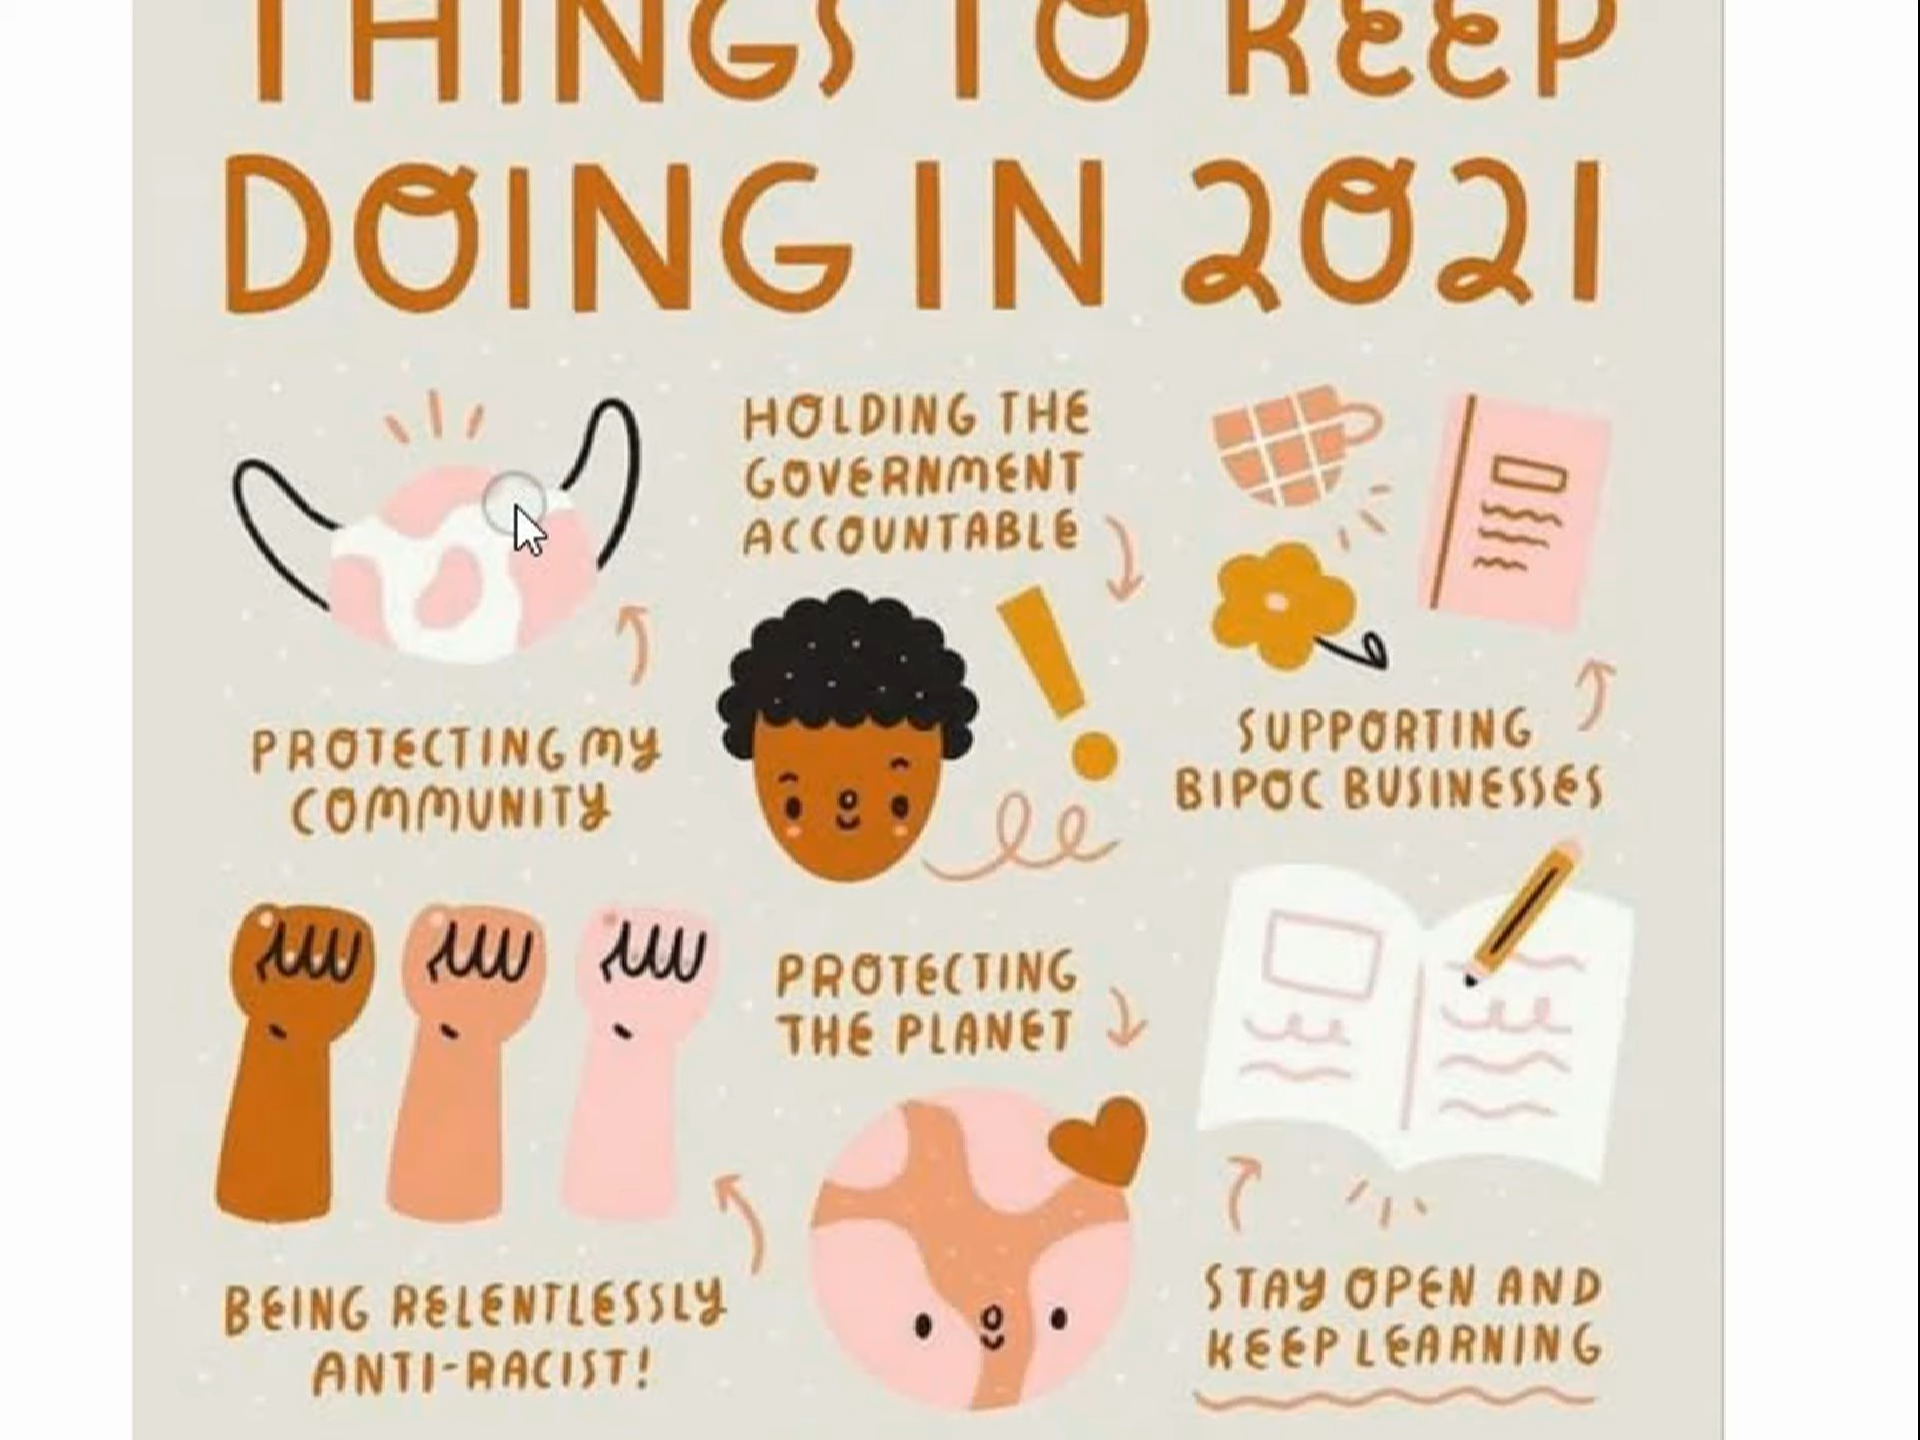 THINGS TO KEEP
DOING IN 2021
HOLDING THE
GOVERNMENT
ACCOUNTABLE
PROTECTING MY
COMMUNITY
SUPPORTING
BIPOC BUSINESSES
PROTECTING
THE PLANET
BEING RELENTLESSLY
ANTI-RACIST!
STAY OPEN AND
KEEP LEARNING